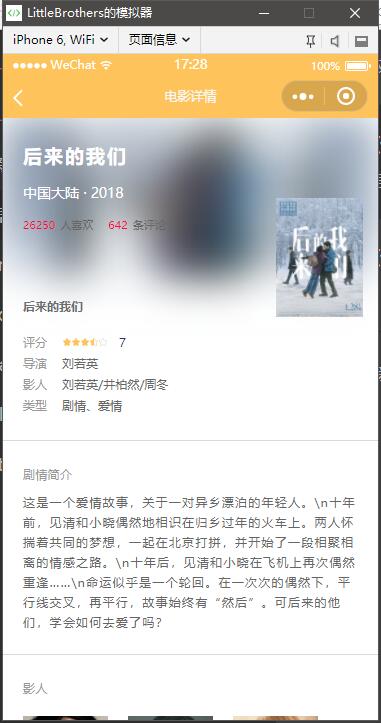 LittleBrothers的模拟器
iPhone 6, WiFi 页面信息
WeChat 17:28 100%
电影详情
后来的我们
中国大陆 · 2018
26250 人喜欢 642 条评论
后来的我们
后来的我们
评分 7
导演 刘若英
影人 刘若英/井柏然/周冬
类型 剧情、爱情
剧情简介
这是一个爱情故事，关于一对异乡漂泊的年轻人。\n十年
前，见清和小晓偶然地相识在归乡过年的火车上。两人怀
揣着共同的梦想，一起在北京打拼，并开始了一段相聚相
离的情感之路。\n十年后，见清和小晓在飞机上再次偶然
重逢……\n命运似乎是一个轮回。在一次次的偶然下，平
行线交叉，再平行，故事始终有“然后”。可后来的他
们，学会如何去爱了吗？
影人